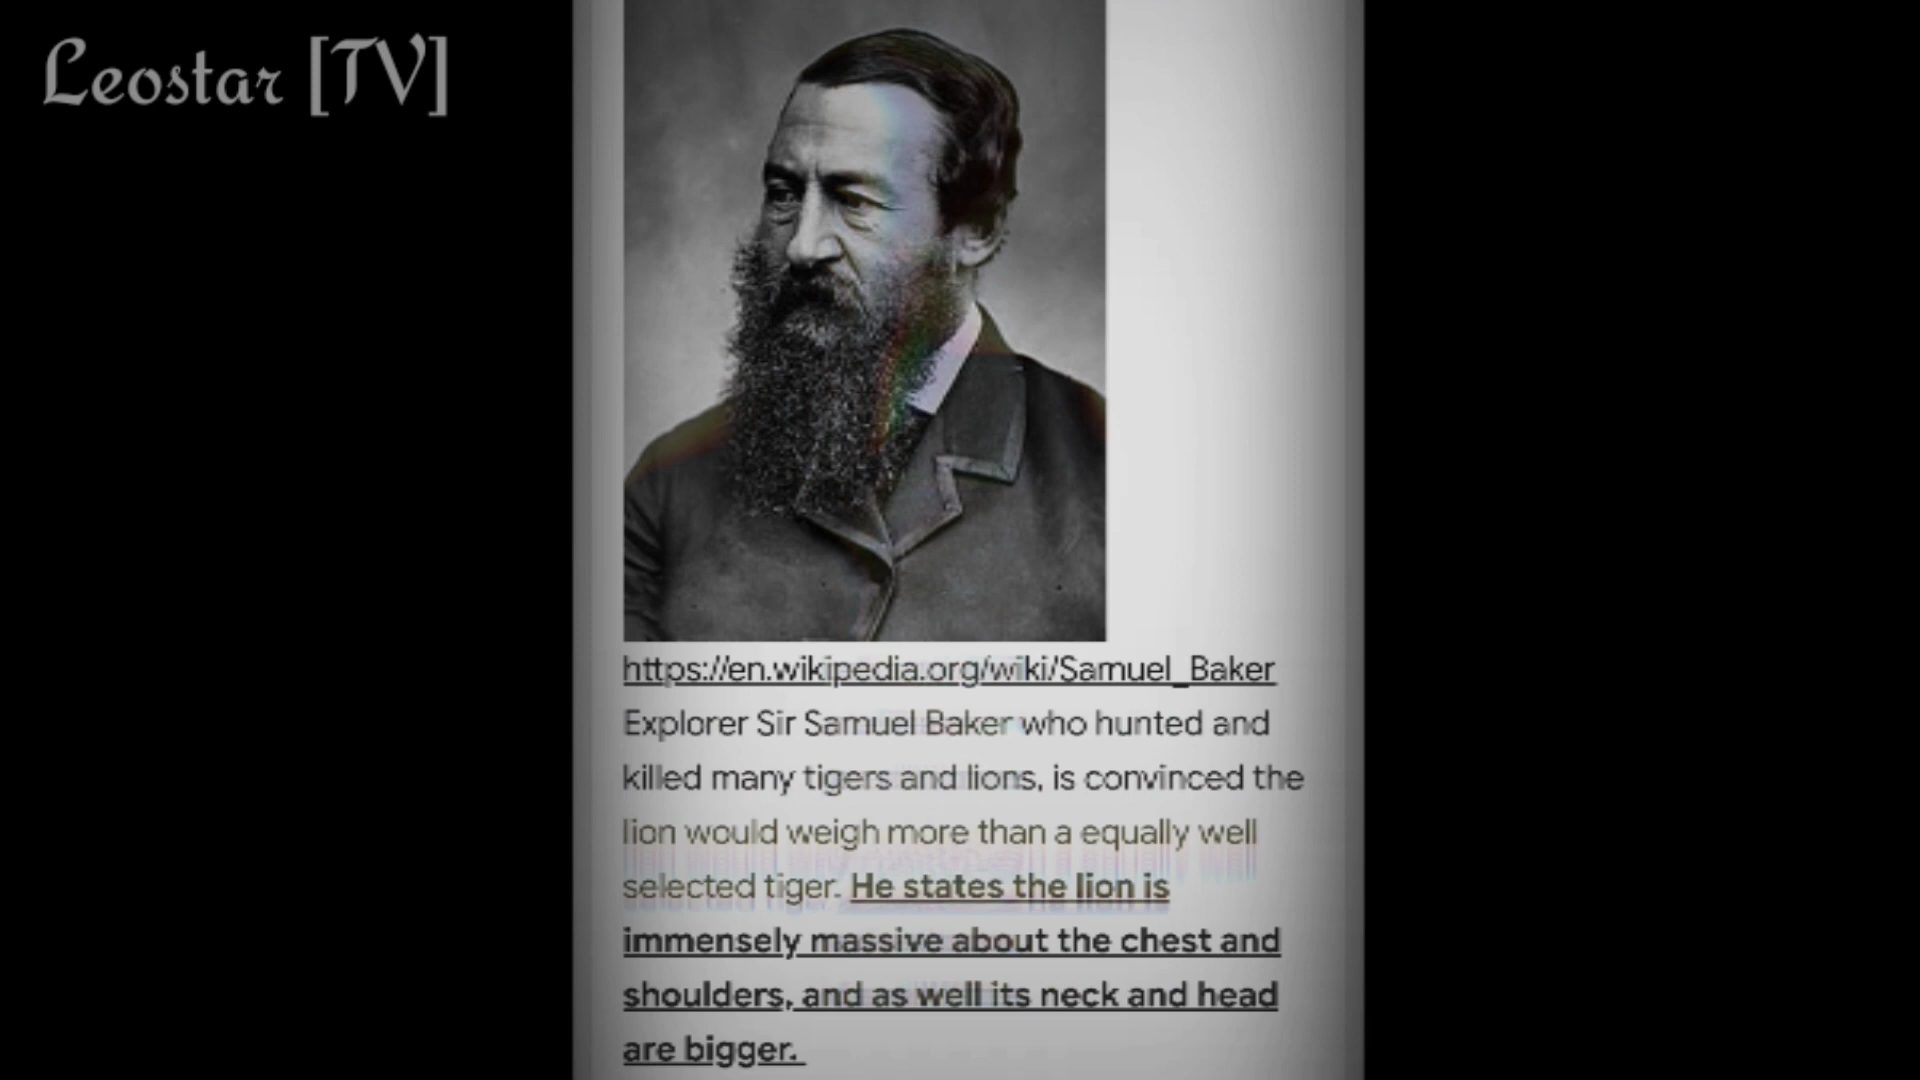 Leostar [TV]
https://en.wikipedia.org/wiki/Samuel_Baker
Explorer Sir Samuel Baker who hunted and
killed many tigers and lions, is convinced the
lion would weigh more than a equally well
selected tiger. He states the lion is
immensely massive about the chest and
shoulders, and as well its neck and head
are bigger.